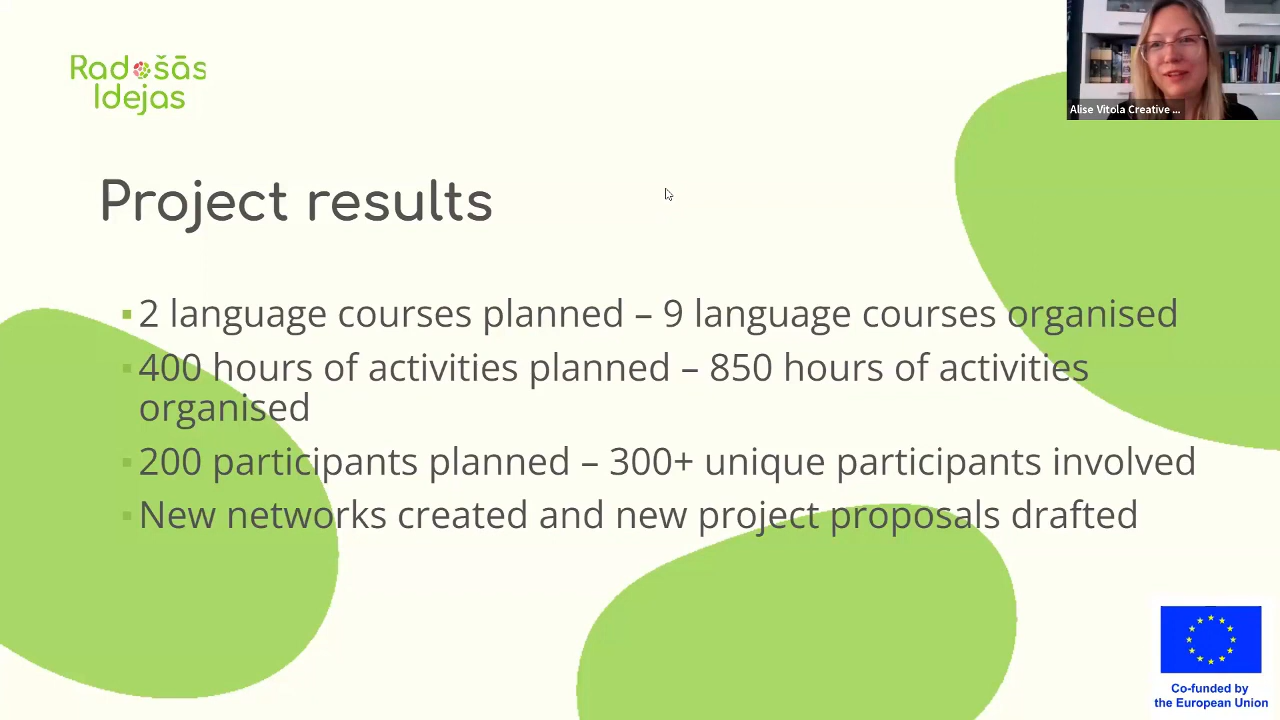 Radošās
Idejas
Alise Vitola Creative ...
Project results
2 language courses planned – 9 language courses organised
400 hours of activities planned – 850 hours of activities
organised
200 participants planned – 300+ unique participants involved
New networks created and new project proposals drafted
Co-funded by
the European Union